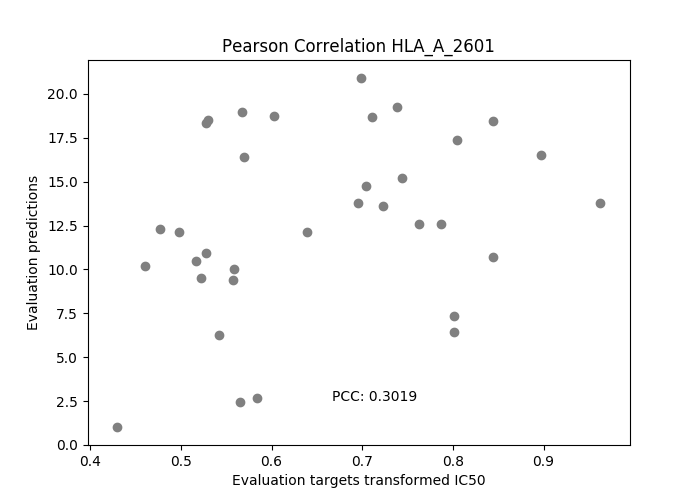 Pearson Correlation HLA_A_2601
20.0
17.5
15.0
12.5
10.0
7.5
5.0
2.5
0.0
Evaluation predictions
PCC: 0.3019
0.4 0.5 0.6 0.7 0.8 0.9
Evaluation targets transformed IC50